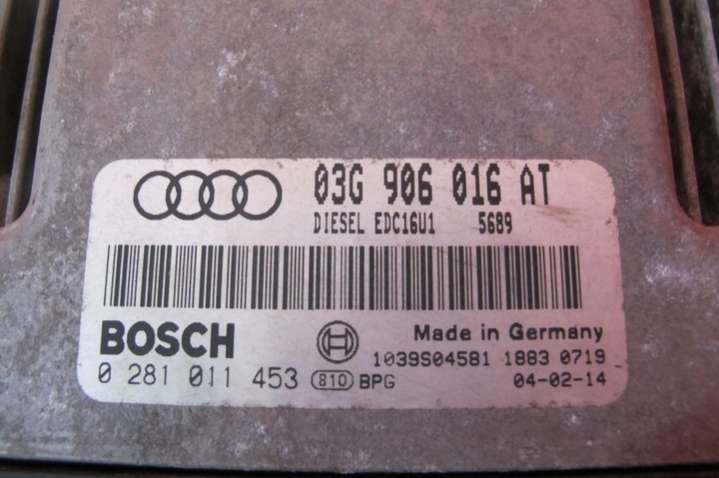 03G 906 016 AT
DIESEL EDC16U1 5689
BOSCH
Made in Germany
1039S04581 1883 0719
0 281 011 453 810 BPG 04-02-14